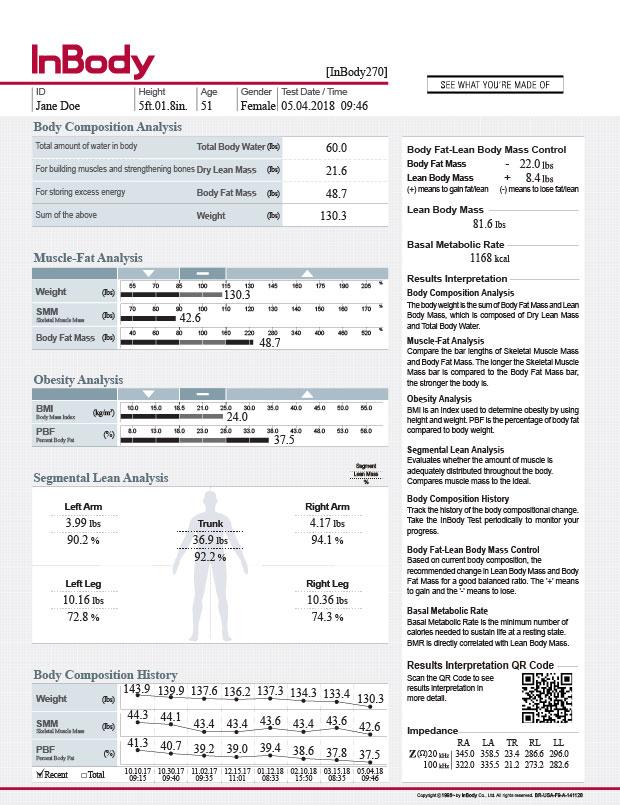 InBody
[InBody270]
SEE WHAT YOU'RE MADE OF
ID Height Age Gender Test Date / Time
Jane Doe 5ft.01.8in. 51 Female 05.04.2018 09:46
Body Composition Analysis
Total amount of water in body Total Body Water (lbs) 60.0
For building muscles and strengthening bones Dry Lean Mass (lbs) 21.6
For storing excess energy Body Fat Mass (lbs) 48.7
Sum of the above Weight (lbs) 130.3
Muscle-Fat Analysis
Weight (lbs) 55 70 85 100 115 130 145 160 175 190 205 %
130.3
SMM (lbs) 70 80 90 100 110 120 130 140 150 160 170 %
Skeletal Muscle Mass 42.6
Body Fat Mass (lbs) 40 60 80 100 160 220 280 340 400 460 520 %
48.7
Obesity Analysis
BMI (kg/m²) 10.0 15.0 18.5 21.0 25.0 30.0 35.0 40.0 45.0 50.0 55.0
Body Mass Index 24.0
PBF (%) 8.0 13.0 18.0 23.0 28.0 33.0 38.0 43.0 48.0 53.0 58.0
Percent Body Fat 37.5
Segmental Lean Analysis
Segment
Lean Mass
%
Left Arm
3.99 lbs
90.2 %
Right Arm
4.17 lbs
94.1 %
Trunk
36.9 lbs
92.2 %
Left Leg
10.16 lbs
72.8 %
Right Leg
10.36 lbs
74.3 %
Body Composition History
Weight (lbs) 143.9 139.9 137.6 136.2 137.3 134.3 133.4 130.3
SMM (lbs) 44.3 44.1 43.4 43.4 43.6 43.4 43.6 42.6
Skeletal Muscle Mass
PBF (%) 41.3 40.7 39.2 39.0 39.4 38.6 37.8 37.5
Percent Body Fat
Recent Total 10.10.17 10.30.17 11.02.17 12.15.17 01.12.18 02.10.18 03.15.18 05.04.18
09:15 09:40 09:35 11:01 08:33 15:50 08:35 09:46
Body Fat-Lean Body Mass Control
Body Fat Mass - 22.0 lbs
Lean Body Mass + 8.4 lbs
(+) means to gain fat/lean (-) means to lose fat/lean
Lean Body Mass
81.6 lbs
Basal Metabolic Rate
1168 kcal
Results Interpretation
Body Composition Analysis
The body weight is the sum of Body Fat Mass and Lean
Body Mass, which is composed of Dry Lean Mass
and Total Body Water.
Muscle-Fat Analysis
Compare the bar lengths of Skeletal Muscle Mass
and Body Fat Mass. The longer the Skeletal Muscle
Mass bar is compared to the Body Fat Mass bar,
the stronger the body is.
Obesity Analysis
BMI is an index used to determine obesity by using
height and weight. PBF is the percentage of body fat
compared to body weight.
Segmental Lean Analysis
Evaluates whether the amount of muscle is
adequately distributed throughout the body.
Compares muscle mass to the ideal.
Body Composition History
Track the history of the body compositional change.
Take the InBody Test periodically to monitor your
progress.
Body Fat-Lean Body Mass Control
Based on current body composition, the
recommended change in Lean Body Mass and Body
Fat Mass for a good balanced ratio. The '+' means
to gain and the '-' means to lose.
Basal Metabolic Rate
Basal Metabolic Rate is the minimum number of
calories needed to sustain life at a resting state.
BMR is directly correlated with Lean Body Mass.
Results Interpretation QR Code
Scan the QR Code to see
results interpretation in
more detail.
Impedance
RA LA TR RL LL
Z(Ω) 20 kHz 345.0 358.5 23.4 286.6 296.0
100 kHz 322.0 335.5 21.2 273.2 282.6
Copyright ©1996~ by InBody Co., Ltd. All rights reserved. BR-USA-F9-A-141128